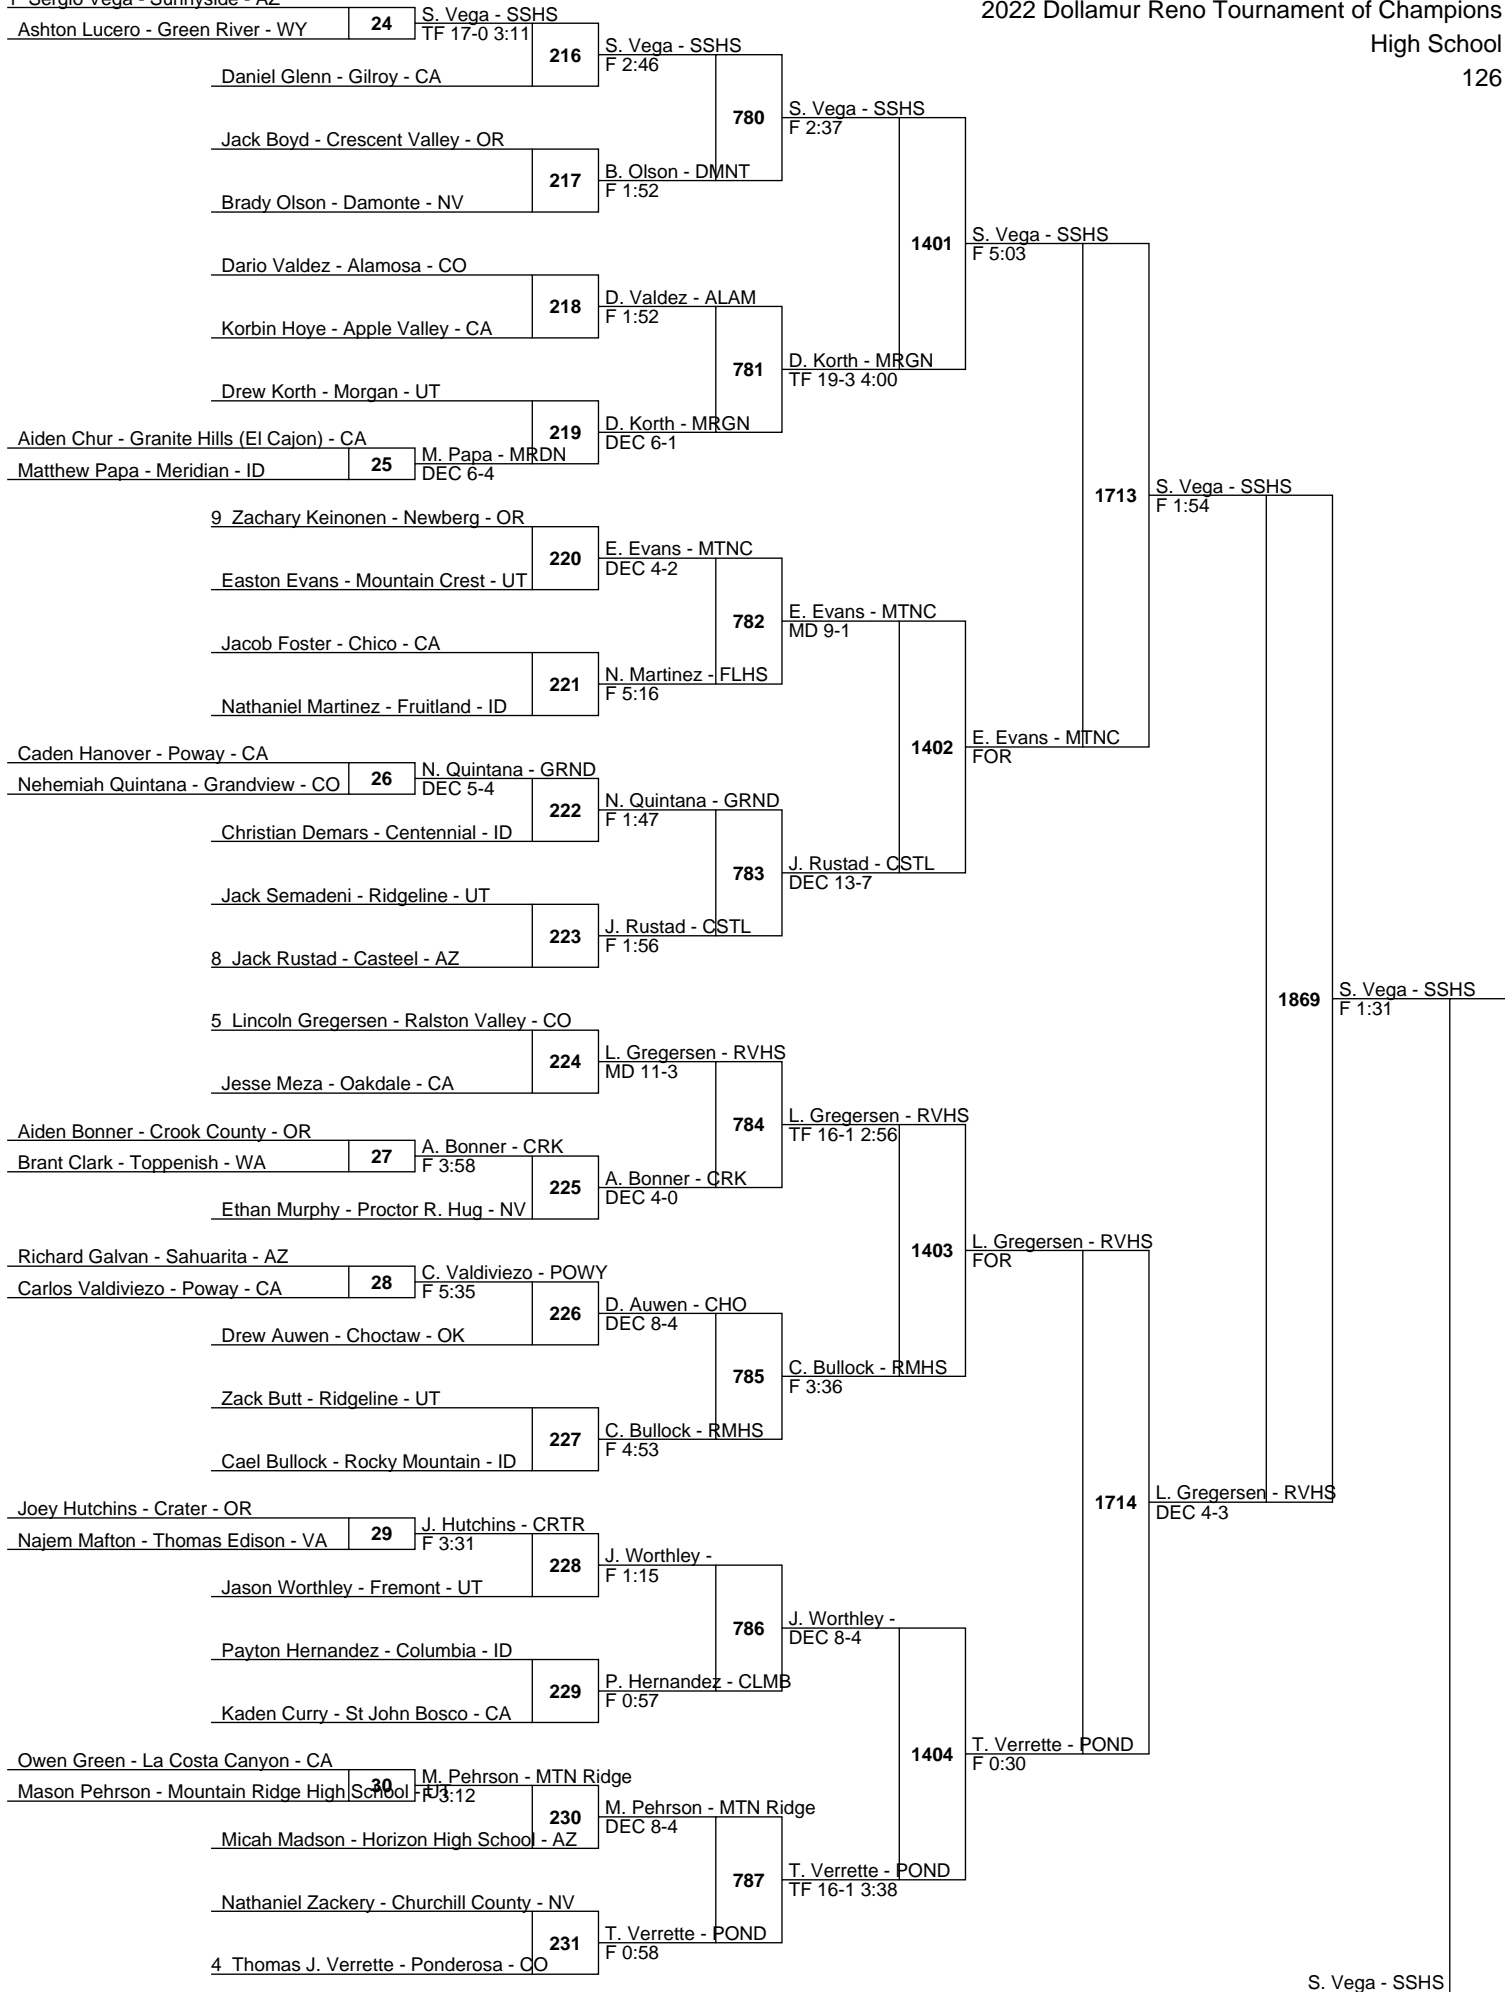 1 Sergio Vega - Sunnyside - AZ
2022 Dollamur Reno Tournament of Champions
High School
126
Ashton Lucero - Green River - WY
24
S. Vega - SSHS
TF 17-0 3:11
Daniel Glenn - Gilroy - CA
216
S. Vega - SSHS
F 2:46
780
S. Vega - SSHS
F 2:37
Jack Boyd - Crescent Valley - OR
217
B. Olson - DMNT
F 1:52
Brady Olson - Damonte - NV
1401
S. Vega - SSHS
F 5:03
Dario Valdez - Alamosa - CO
218
D. Valdez - ALAM
F 1:52
Korbin Hoye - Apple Valley - CA
781
D. Korth - MRGN
TF 19-3 4:00
Drew Korth - Morgan - UT
219
D. Korth - MRGN
DEC 6-1
Aiden Chur - Granite Hills (El Cajon) - CA
25
M. Papa - MRDN
DEC 6-4
Matthew Papa - Meridian - ID
1713
S. Vega - SSHS
F 1:54
9 Zachary Keinonen - Newberg - OR
220
E. Evans - MTNC
DEC 4-2
Easton Evans - Mountain Crest - UT
782
E. Evans - MTNC
MD 9-1
Jacob Foster - Chico - CA
221
N. Martinez - FLHS
F 5:16
Nathaniel Martinez - Fruitland - ID
1402
E. Evans - MTNC
FOR
Caden Hanover - Poway - CA
26
N. Quintana - GRND
DEC 5-4
Nehemiah Quintana - Grandview - CO
222
N. Quintana - GRND
F 1:47
Christian Demars - Centennial - ID
783
J. Rustad - CSTL
DEC 13-7
Jack Semadeni - Ridgeline - UT
223
J. Rustad - CSTL
F 1:56
8 Jack Rustad - Casteel - AZ
1869
S. Vega - SSHS
F 1:31
5 Lincoln Gregersen - Ralston Valley - CO
224
L. Gregersen - RVHS
MD 11-3
Jesse Meza - Oakdale - CA
784
L. Gregersen - RVHS
TF 16-1 2:56
Aiden Bonner - Crook County - OR
27
A. Bonner - CRK
F 3:58
Brant Clark - Toppenish - WA
225
A. Bonner - CRK
DEC 4-0
Ethan Murphy - Proctor R. Hug - NV
1403
L. Gregersen - RVHS
FOR
Richard Galvan - Sahuarita - AZ
28
C. Valdiviezo - POWY
F 5:35
Carlos Valdiviezo - Poway - CA
226
D. Auwen - CHO
DEC 8-4
Drew Auwen - Choctaw - OK
785
C. Bullock - RMHS
F 3:36
Zack Butt - Ridgeline - UT
227
C. Bullock - RMHS
F 4:53
Cael Bullock - Rocky Mountain - ID
1714
L. Gregersen - RVHS
DEC 4-3
Joey Hutchins - Crater - OR
29
J. Hutchins - CRTR
F 3:31
Najem Mafton - Thomas Edison - VA
228
J. Worthley -
F 1:15
Jason Worthley - Fremont - UT
786
J. Worthley -
DEC 8-4
Payton Hernandez - Columbia - ID
229
P. Hernandez - CLMB
F 0:57
Kaden Curry - St John Bosco - CA
1404
T. Verrette - POND
F 0:30
Owen Green - La Costa Canyon - CA
30
M. Pehrson - MTN Ridge
F 3:12
Mason Pehrson - Mountain Ridge High School - UT
230
M. Pehrson - MTN Ridge
DEC 8-4
Micah Madson - Horizon High School - AZ
787
T. Verrette - POND
TF 16-1 3:38
Nathaniel Zackery - Churchill County - NV
231
T. Verrette - POND
F 0:58
4 Thomas J. Verrette - Ponderosa - CO
S. Vega - SSHS